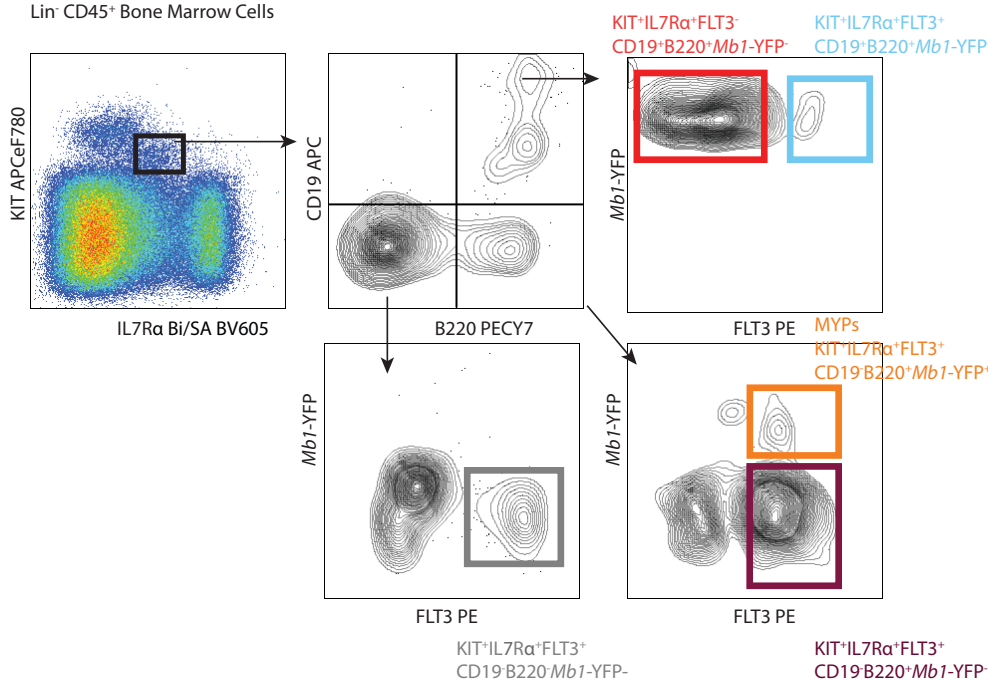 Lin⁻ CD45⁺ Bone Marrow Cells
KIT⁺IL7Rα⁺FLT3⁻
CD19⁺B220⁺Mb1-YFP⁻
KIT⁺IL7Rα⁺FLT3⁺
CD19⁺B220⁺Mb1-YFP
KIT APCeF780
CD19 APC
Mb1-YFP
IL7Rα Bi/SA BV605
B220 PECY7
FLT3 PE
MYPs
KIT⁺IL7Rα⁺FLT3⁺
CD19⁻B220⁺Mb1-YFP⁺
Mb1-YFP
Mb1-YFP
FLT3 PE
FLT3 PE
KIT⁺IL7Rα⁺FLT3⁺
CD19⁻B220⁻Mb1-YFP-
KIT⁺IL7Rα⁺FLT3⁺
CD19⁻B220⁺Mb1-YFP⁻